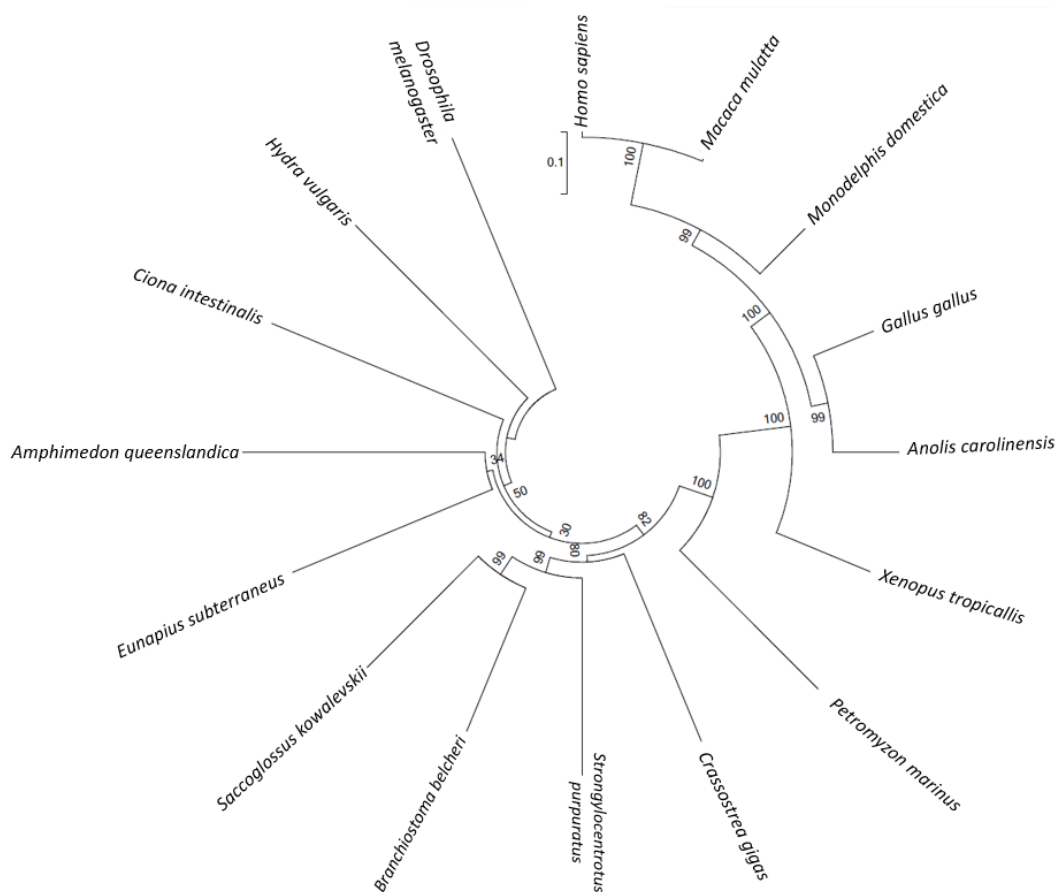 Homo sapiens
Macaca mulatta
Monodelphis domestica
Gallus gallus
Anolis carolinensis
Xenopus tropicallis
Petromyzon marinus
Crassostrea gigas
Strongylocentrotus
purpuratus
Branchiostoma belcheri
Saccoglossus kowalevskii
Eunapius subterraneus
Amphimedon queenslandica
Ciona intestinalis
Hydra vulgaris
Drosophila
melanogaster
0.1
100
99
100
99
100
100
82
80
99
99
30
50
34